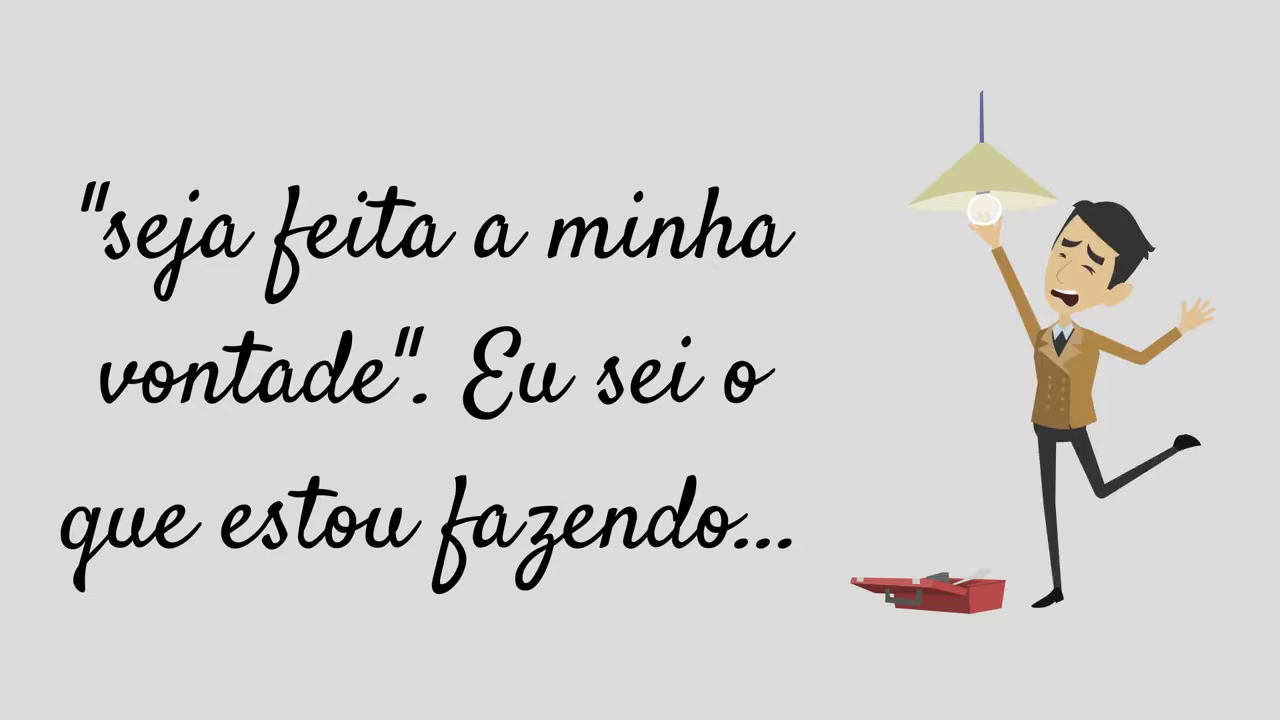 "seja feita a minha
vontade". Eu sei o
que estou fazendo...